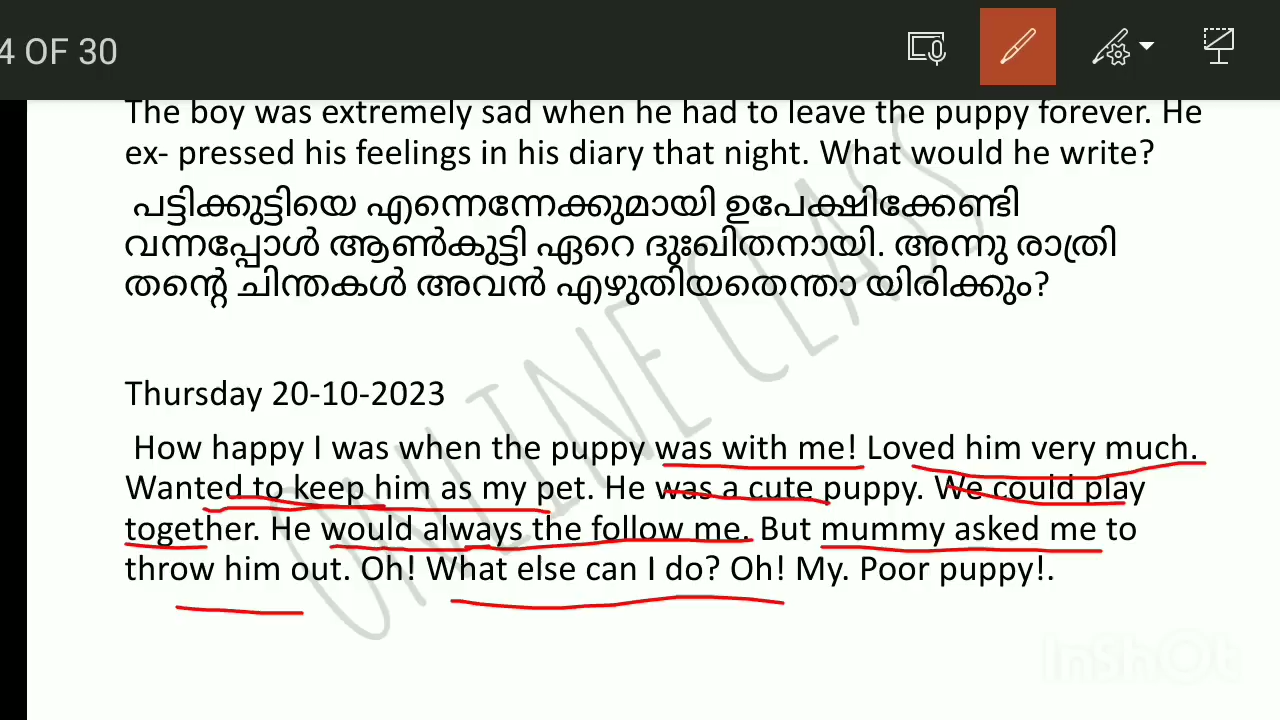 4 OF 30
The boy was extremely sad when he had to leave the puppy forever. He
ex- pressed his feelings in his diary that night. What would he write?
പട്ടിക്കുട്ടിയെ എന്നെന്നേക്കുമായി ഉപേക്ഷിക്കേണ്ടി
വന്നപ്പോൾ ആൺകുട്ടി ഏറെ ദുഃഖിതനായി. അന്നു രാത്രി
തന്റെ ചിന്തകൾ അവൻ എഴുതിയതെന്താ യിരിക്കും?
ONLINE CLASS
Thursday 20-10-2023
How happy I was when the puppy was with me! Loved him very much.
Wanted to keep him as my pet. He was a cute puppy. We could play
together. He would always the follow me. But mummy asked me to
throw him out. Oh! What else can I do? Oh! My. Poor puppy!.
InShOt